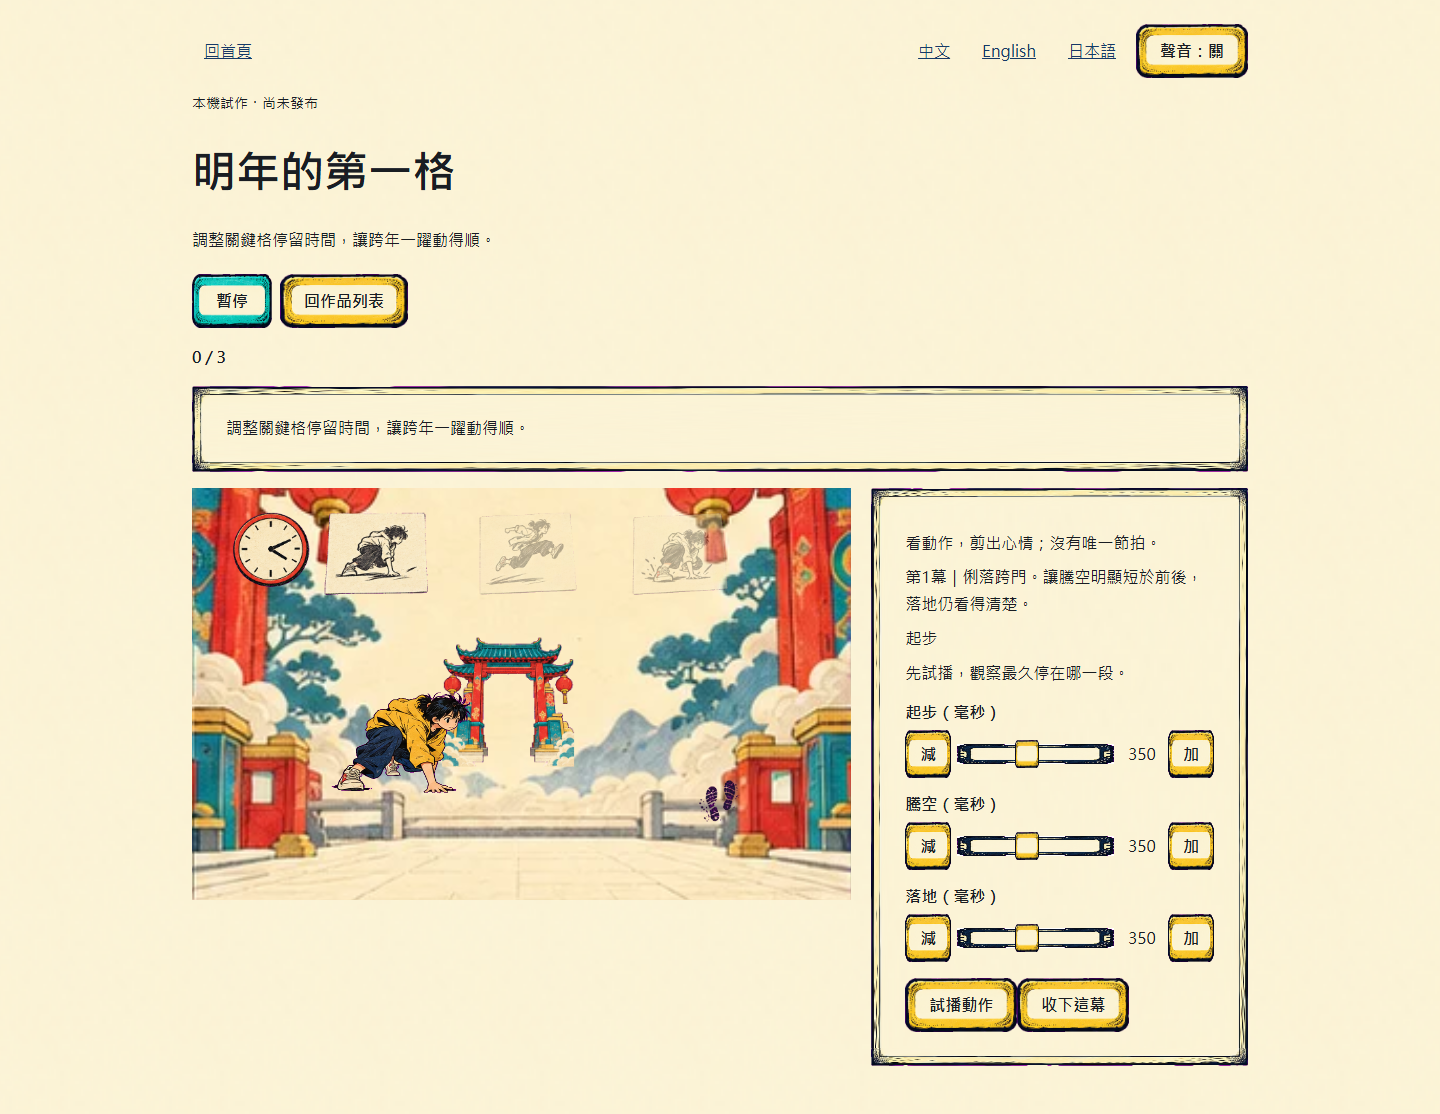 回首頁
中文 English 日本語 聲音：關
本機試作・尚未發布
明年的第一格
調整關鍵格停留時間，讓跨年一躍動得順。
暫停 回作品列表
0 / 3
調整關鍵格停留時間，讓跨年一躍動得順。
看動作，剪出心情；沒有唯一節拍。
第1幕｜俐落跨門。讓騰空明顯短於前後，
落地仍看得清楚。
起步
先試播，觀察最久停在哪一段。
起步（毫秒）
減 350 加
騰空（毫秒）
減 350 加
落地（毫秒）
減 350 加
試播動作 收下這幕